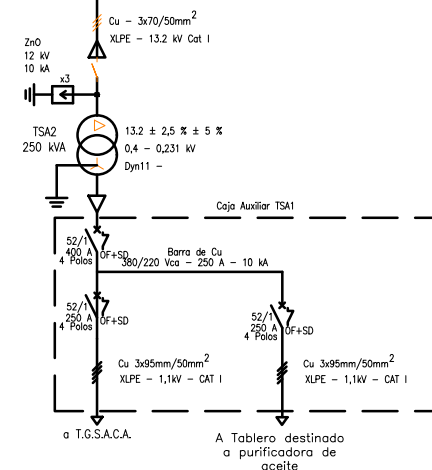 Cu - 3x70/50mm²
XLPE - 13.2 kV Cat I
ZnO
12 kV
10 kA
x3
TSA2
250 kVA
13.2 ± 2,5 % ± 5 %
0,4 - 0,231 kV
Dyn11 -
Caja Auxiliar TSA1
52/1
400 A
4 Polos
OF+SD
Barra de Cu
380/220 Vca - 250 A - 10 kA
52/1
250 A
4 Polos
OF+SD
52/1
250 A
4 Polos
OF+SD
Cu 3x95mm/50mm²
XLPE - 1,1kV - CAT I
Cu 3x95mm/50mm²
XLPE - 1,1kV - CAT I
a T.G.S.A.C.A.
A Tablero destinado
a purificadora de
aceite